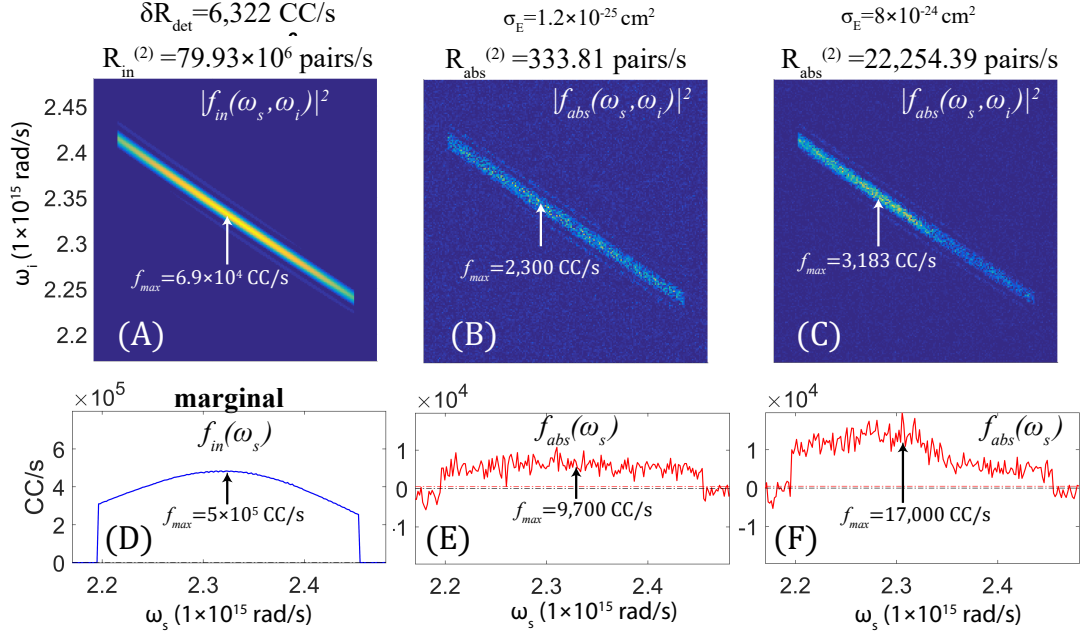 δR_det =6,322 CC/s
σ_E=1.2×10^-25 cm^2
σ_E=8×10^-24 cm^2
R_in^(2) =79.93×10^6 pairs/s
R_abs^(2) =333.81 pairs/s
R_abs^(2) =22,254.39 pairs/s
|f_in(ω_s,ω_i)|^2
|f_abs(ω_s,ω_i)|^2
|f_abs(ω_s,ω_i)|^2
ω_i (1×10^15 rad/s)
2.45
2.4
2.35
2.3
2.25
2.2
f_max=6.9×10^4 CC/s
f_max=2,300 CC/s
f_max=3,183 CC/s
(A)
(B)
(C)
×10^5
marginal
f_in(ω_s)
CC/s
6
4
2
0
f_max=5×10^5 CC/s
(D)
2.2
2.3
2.4
ω_s (1×10^15 rad/s)
×10^4
f_abs(ω_s)
1
0
-1
f_max=9,700 CC/s
(E)
2.2
2.3
2.4
ω_s (1×10^15 rad/s)
×10^4
f_abs(ω_s)
1
0
-1
f_max=17,000 CC/s
(F)
2.2
2.3
2.4
ω_s (1×10^15 rad/s)